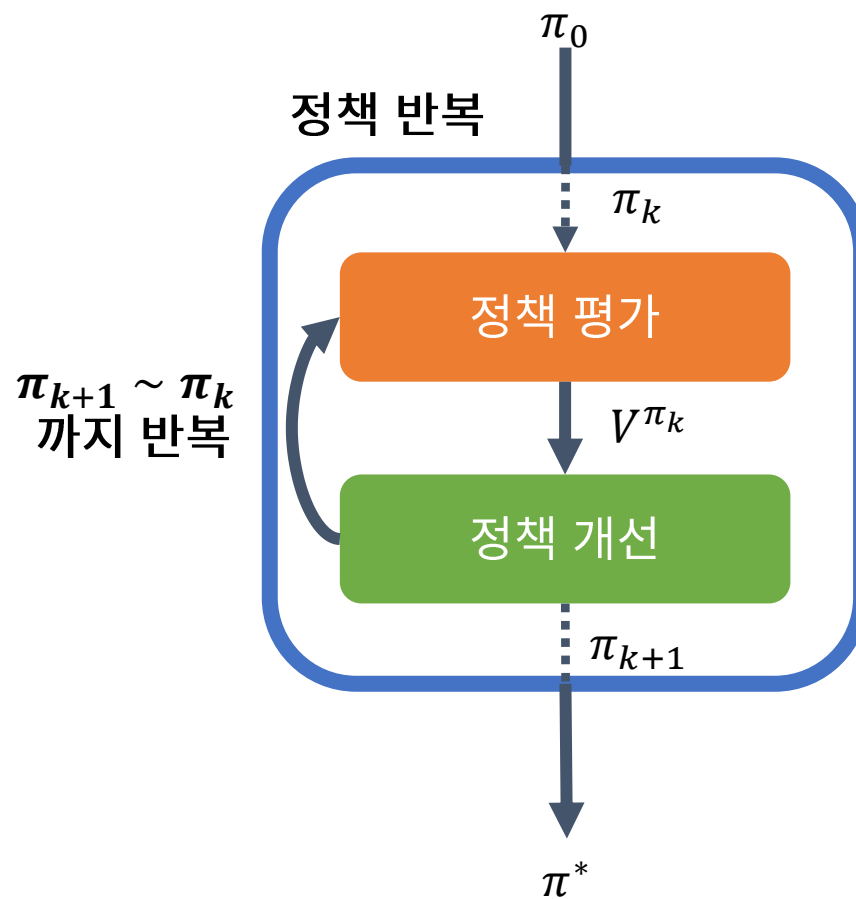 π₀
정책 반복
πₖ
정책 평가
πₖ₊₁ ~ πₖ
까지 반복
V^πₖ
정책 개선
πₖ₊₁
π*